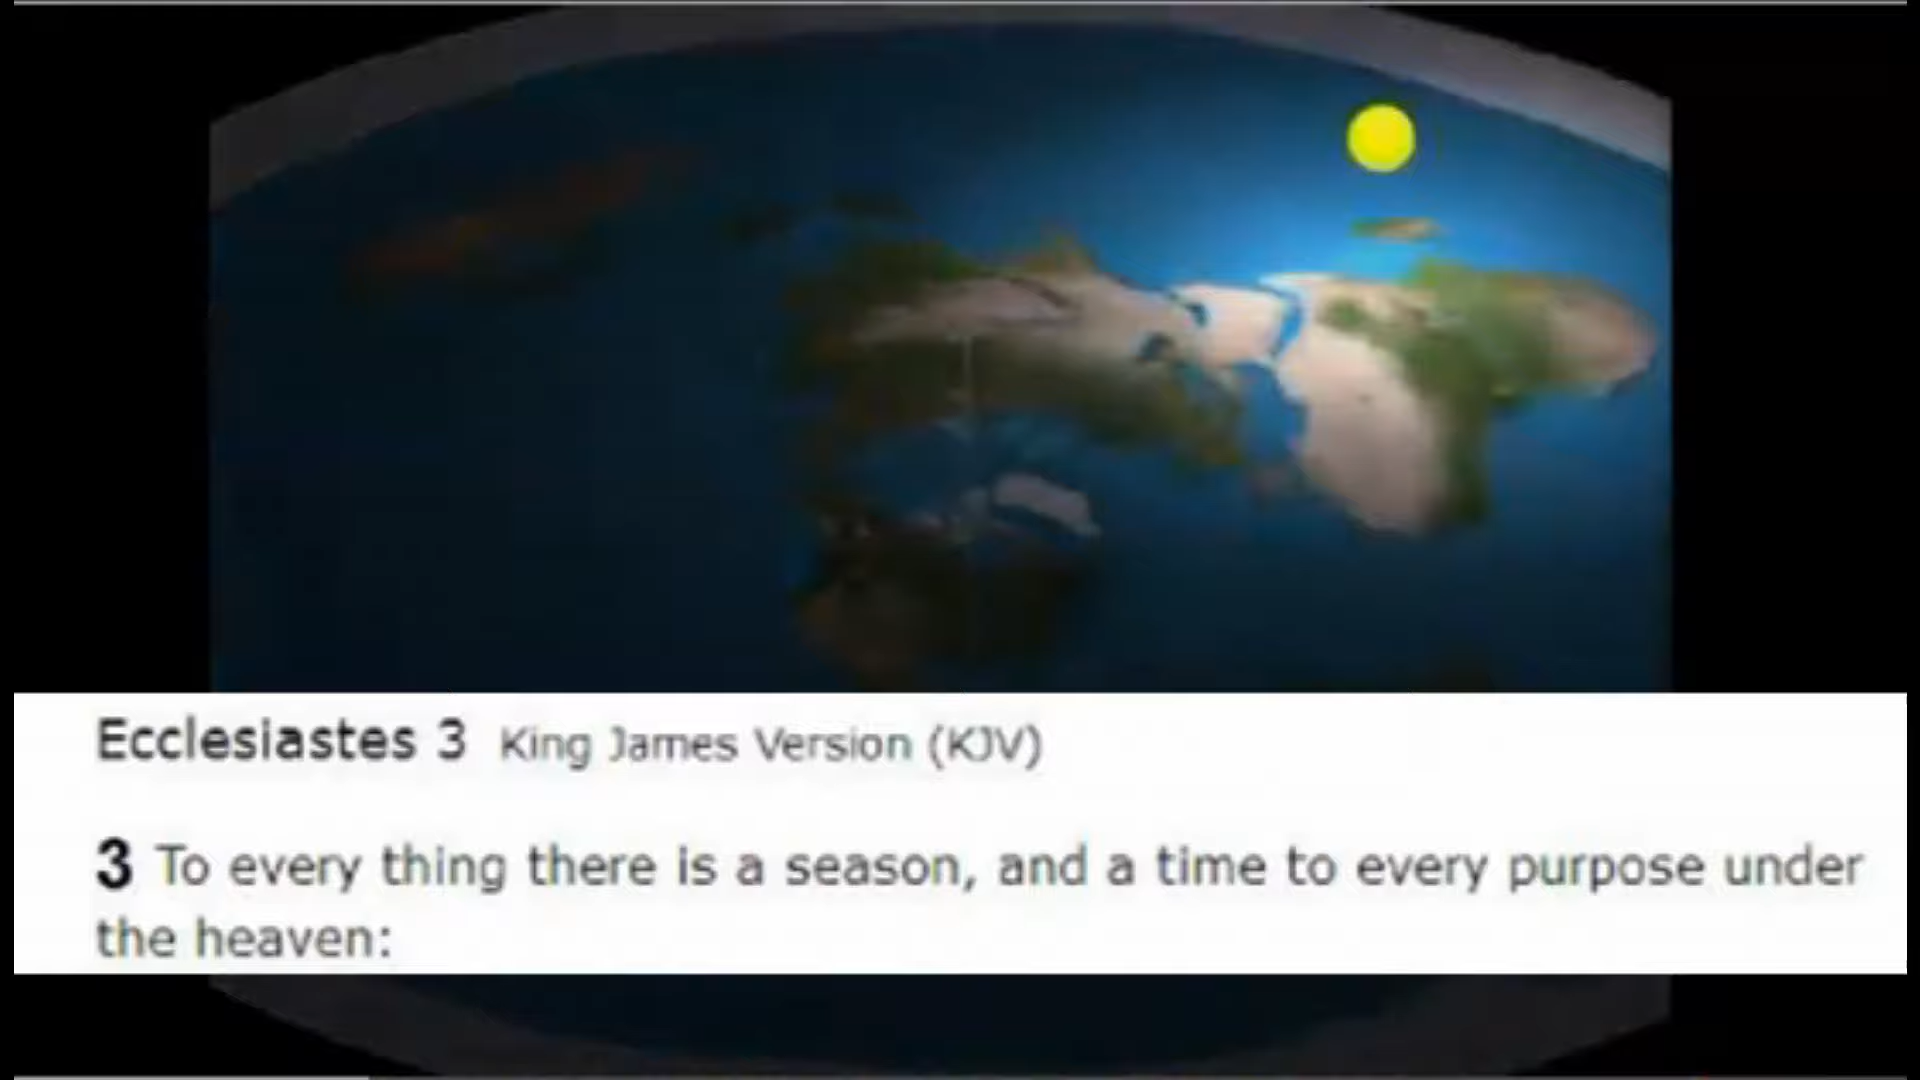 Ecclesiastes 3 King James Version (KJV)
3 To every thing there is a season, and a time to every purpose under
the heaven: